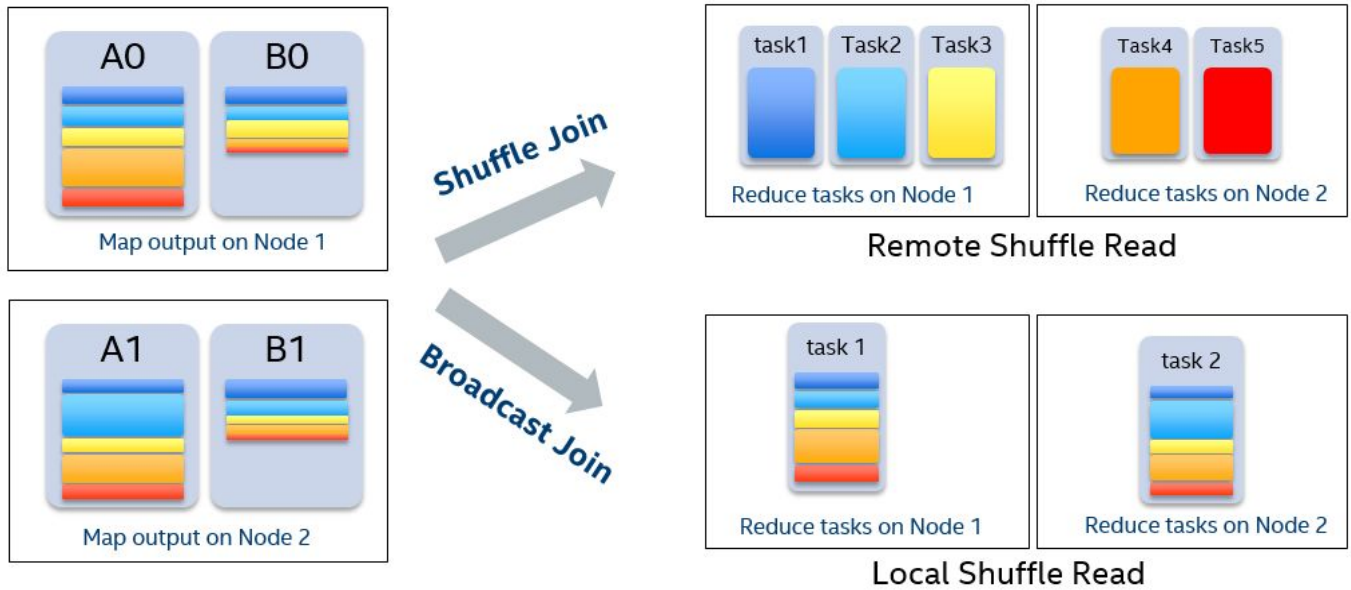 A0
B0
Map output on Node 1
A1
B1
Map output on Node 2
Shuffle Join
Broadcast Join
task1
Task2
Task3
Reduce tasks on Node 1
Task4
Task5
Reduce tasks on Node 2
Remote Shuffle Read
task 1
Reduce tasks on Node 1
task 2
Reduce tasks on Node 2
Local Shuffle Read